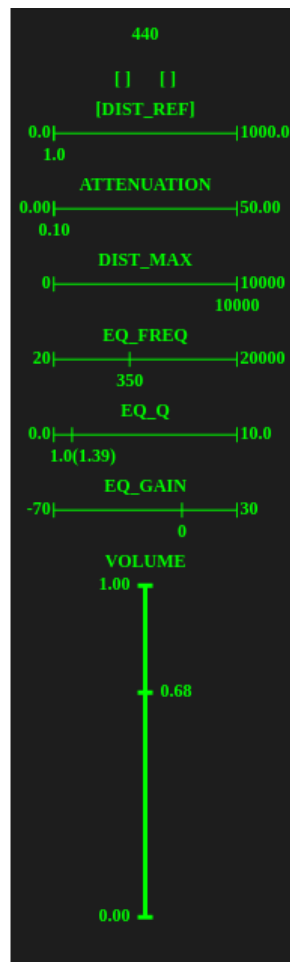 440
[ ] [ ]
[DIST_REF]
0.0 1000.0
1.0
ATTENUATION
0.00 50.00
0.10
DIST_MAX
0 10000
10000
EQ_FREQ
20 20000
350
EQ_Q
0.0 10.0
1.0(1.39)
EQ_GAIN
-70 30
0
VOLUME
1.00
0.68
0.00